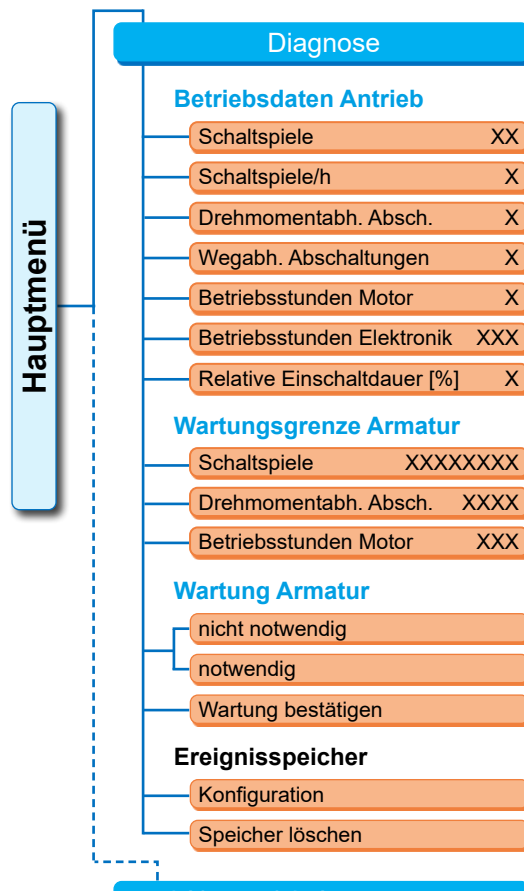 Hauptmenü
Diagnose
Betriebsdaten Antrieb
Schaltspiele XX
Schaltspiele/h X
Drehmomentabh. Absch. X
Wegabh. Abschaltungen X
Betriebsstunden Motor X
Betriebsstunden Elektronik XXX
Relative Einschaltdauer [%] X
Wartungsgrenze Armatur
Schaltspiele XXXXXXXX
Drehmomentabh. Absch. XXXX
Betriebsstunden Motor XXX
Wartung Armatur
nicht notwendig
notwendig
Wartung bestätigen
Ereignisspeicher
Konfiguration
Speicher löschen